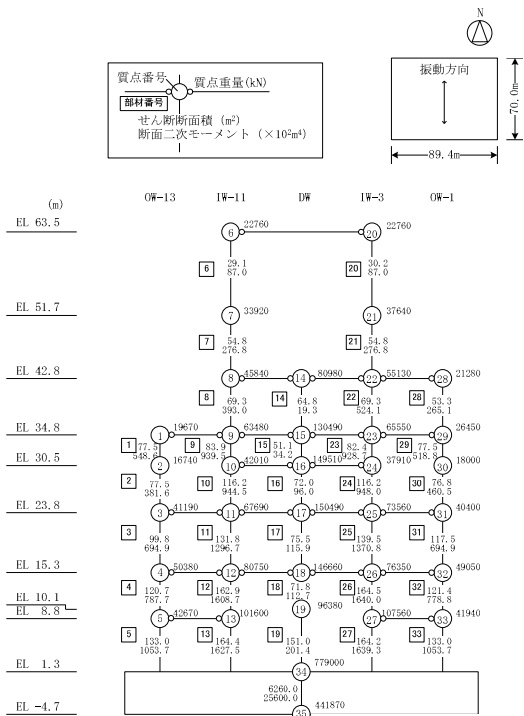 N
質点番号
質点重量(kN)
部材番号
せん断断面積 (m²)
断面二次モーメント (×10²m⁴)
振動方向
70.0m
89.4m
(m)
OW-13 IW-11 DW IW-3 OW-1
EL 63.5
6 22760 20 22760
6 29.1 20 30.2
87.0 87.0
EL 51.7
7 33920 21 37640
7 54.8 21 54.8
276.8 276.8
EL 42.8
8 45840 14 80980 22 55130 28 21280
8 69.3 14 64.8 22 69.3 28 53.3
393.0 19.3 524.1 265.1
EL 34.8
1 19670 9 63480 15 130490 23 65550 29 26450
1 77.5 9 83.9 15 51.1 23 82.4 29 77.5
548.6 939.5 34.2 928.7 518.8
EL 30.5
2 16740 10 42010 16 149510 24 37910 30 18000
2 77.5 10 116.2 16 72.0 24 116.2 30 76.8
381.6 944.5 96.0 948.0 460.5
EL 23.8
3 41190 11 67690 17 150490 25 73560 31 40400
3 99.8 11 131.8 17 75.5 25 139.5 31 117.5
694.9 1296.7 115.9 1370.8 694.9
EL 15.3
4 50380 12 80750 18 146660 26 76350 32 49050
4 120.7 12 162.9 18 71.8 26 164.5 32 121.4
787.7 1608.7 112.7 1640.0 778.8
EL 10.1
19 96380
EL 8.8
5 42670 13 101600 27 107560 33 41940
5 133.0 13 164.4 19 151.0 27 164.2 33 133.0
1053.7 1627.5 201.4 1639.3 1053.7
EL 1.3
34 779000
6260.0
25600.0
EL -4.7
35 441870